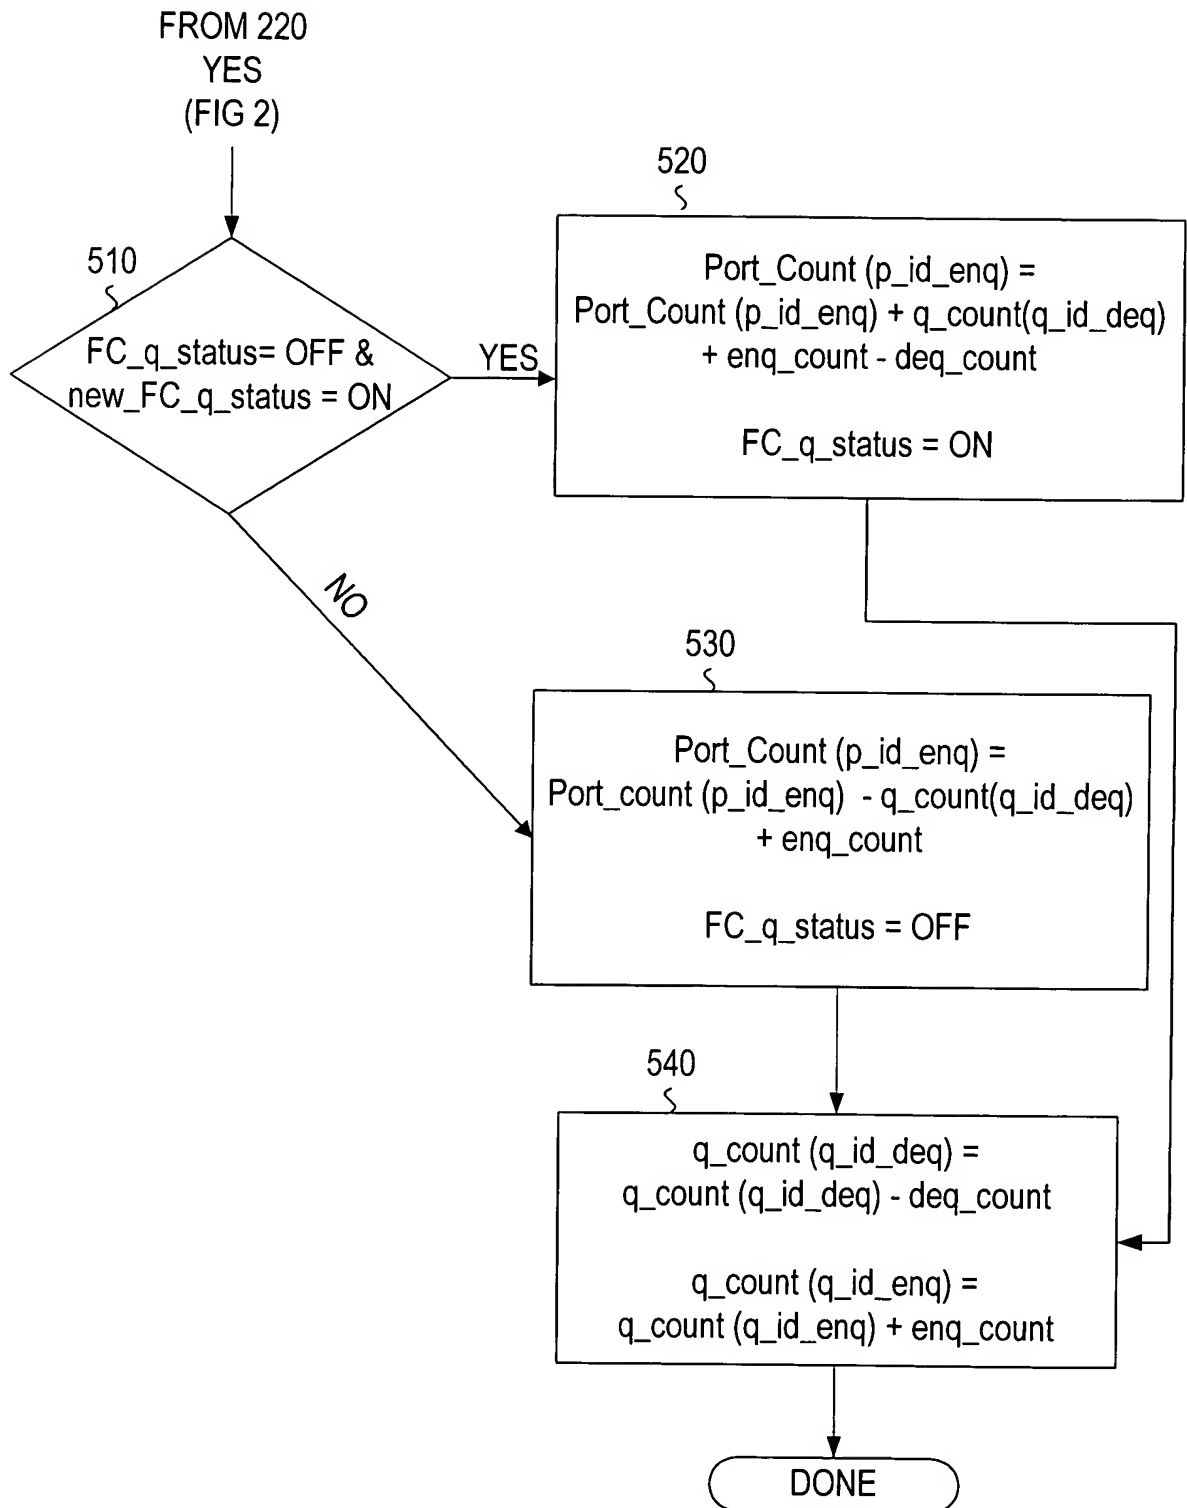 FROM 220
YES
(FIG 2)
510
FC_q_status= OFF &
new_FC_q_status = ON
YES
NO
520
Port_Count (p_id_enq) =
Port_Count (p_id_enq) + q_count(q_id_deq)
+ enq_count - deq_count
FC_q_status = ON
530
Port_Count (p_id_enq) =
Port_count (p_id_enq) - q_count(q_id_deq)
+ enq_count
FC_q_status = OFF
540
q_count (q_id_deq) =
q_count (q_id_deq) - deq_count
q_count (q_id_enq) =
q_count (q_id_enq) + enq_count
DONE